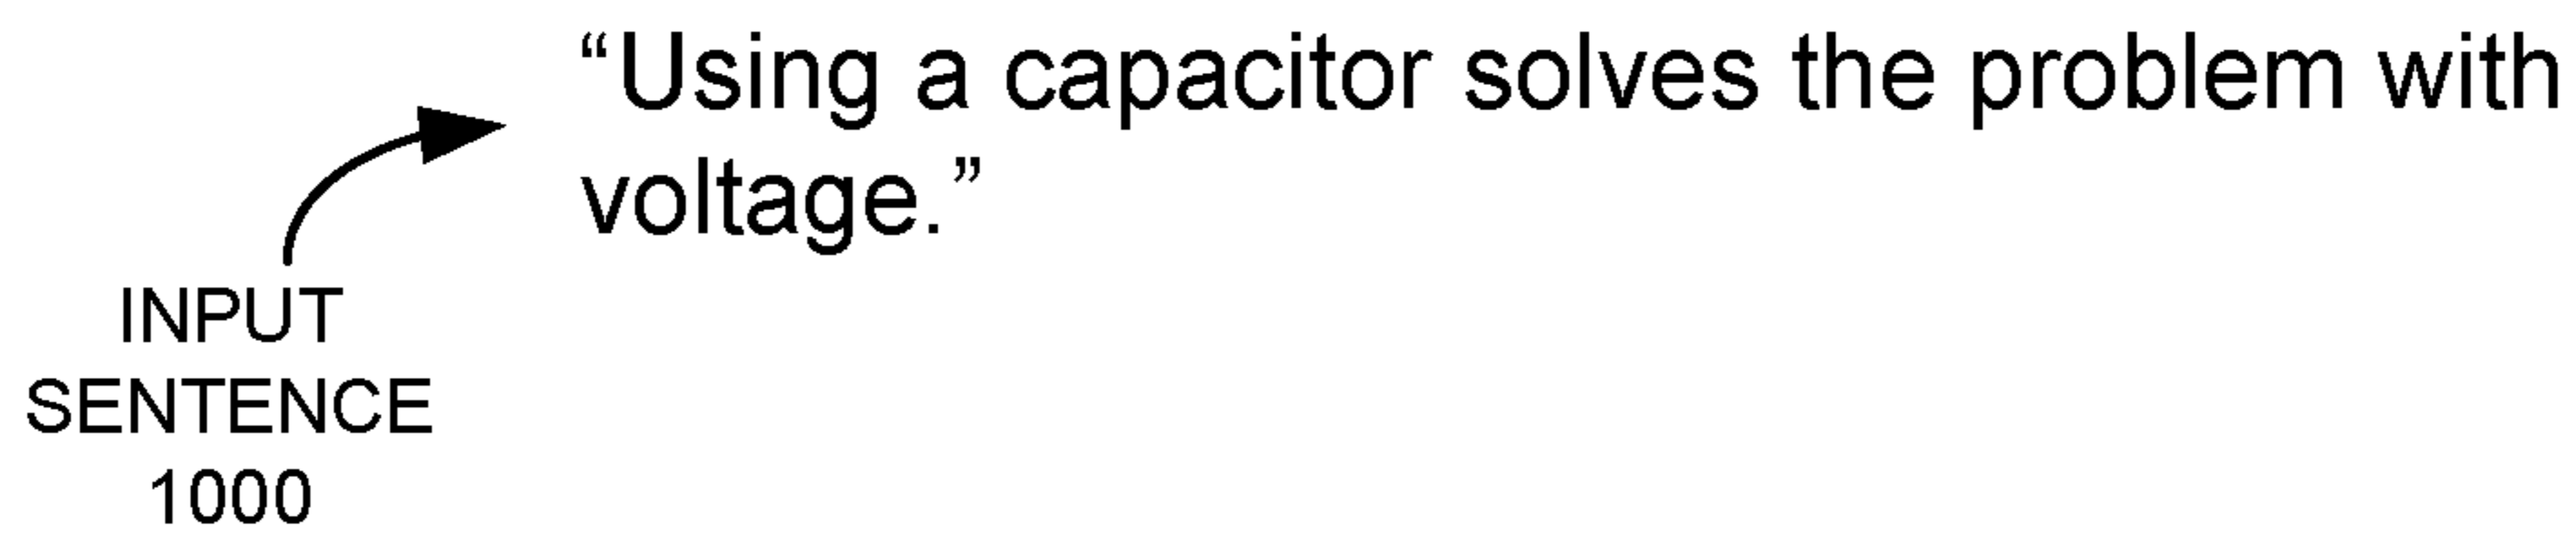 “Using a capacitor solves the problem with
voltage.”
INPUT
SENTENCE
1000